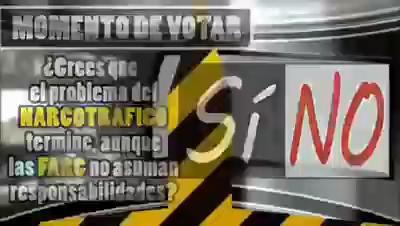 MOMENTO DE VOTAR
¿Crees que
el problema del
NARCOTRAFICO
termine, aunque
las FARC no asuman
responsabilidades?
Sí NO